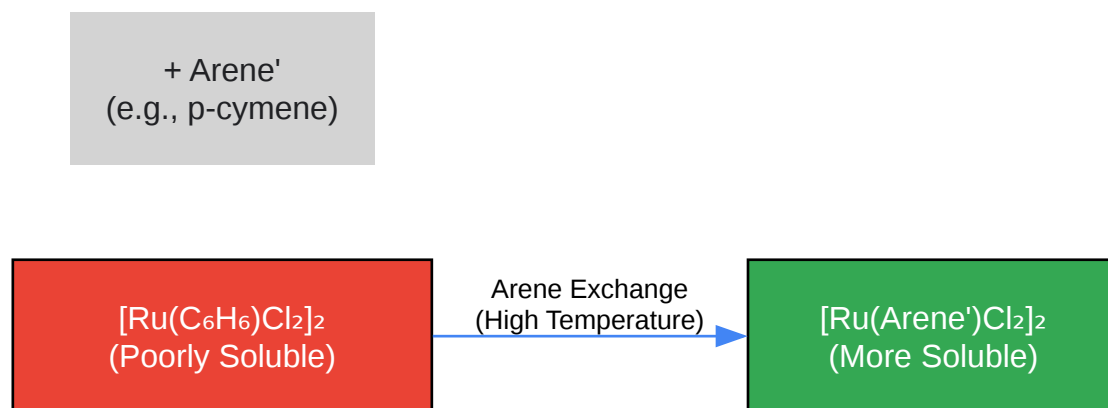 + Arene'
(e.g., p-cymene)
Arene Exchange
(High Temperature)
[Ru(C₆H₆)Cl₂]₂
(Poorly Soluble)
[Ru(Arene')Cl₂]₂
(More Soluble)